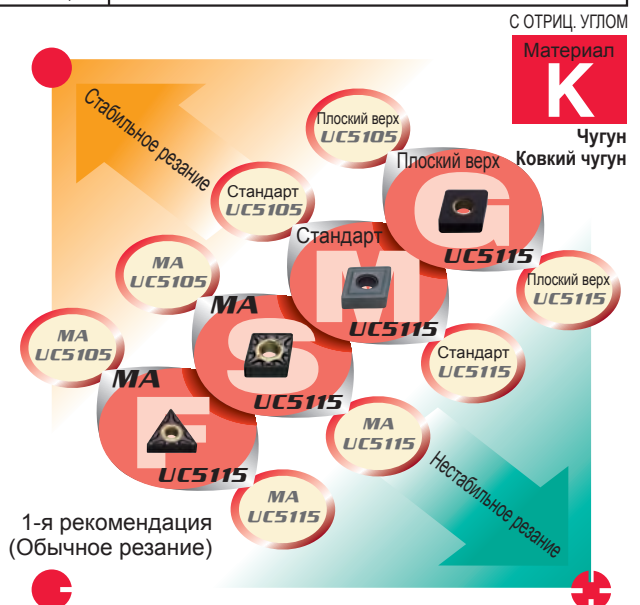 С ОТРИЦ. УГЛОМ
Материал
K
Чугун
Ковкий чугун
Стабильное резание
Плоский верх
UC5105
Плоский верх
G
UC5115
Стандарт
UC5105
Стандарт
M
UC5115
Плоский верх
UC5115
MA
UC5105
MA
S
UC5115
Стандарт
UC5115
MA
UC5105
MA
F
UC5115
MA
UC5115
MA
UC5115
Нестабильное резание
1-я рекомендация
(Обычное резание)